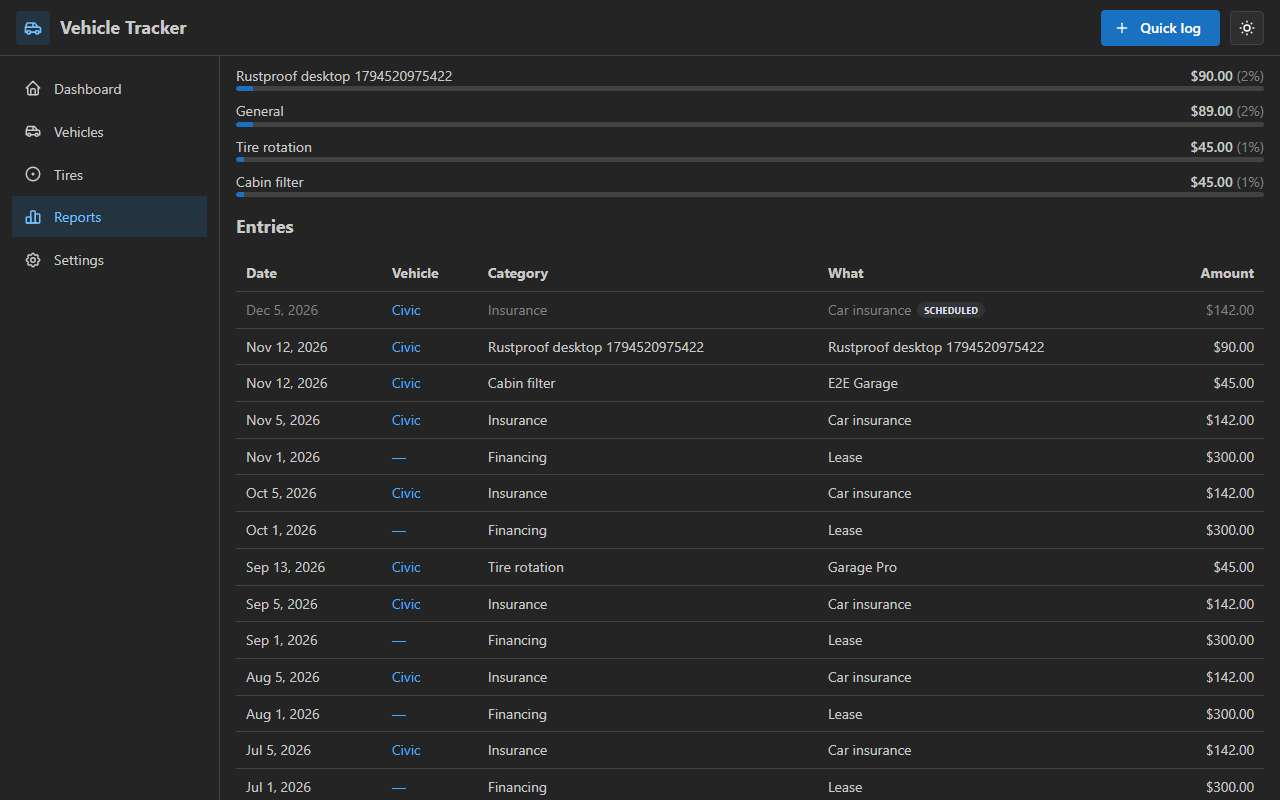 Vehicle Tracker
Quick log
Dashboard
Vehicles
Tires
Reports
Settings
Rustproof desktop 1794520975422 $90.00 (2%)
General $89.00 (2%)
Tire rotation $45.00 (1%)
Cabin filter $45.00 (1%)
Entries
Date Vehicle Category What Amount
Dec 5, 2026 Civic Insurance Car insurance SCHEDULED $142.00
Nov 12, 2026 Civic Rustproof desktop 1794520975422 Rustproof desktop 1794520975422 $90.00
Nov 12, 2026 Civic Cabin filter E2E Garage $45.00
Nov 5, 2026 Civic Insurance Car insurance $142.00
Nov 1, 2026 — Financing Lease $300.00
Oct 5, 2026 Civic Insurance Car insurance $142.00
Oct 1, 2026 — Financing Lease $300.00
Sep 13, 2026 Civic Tire rotation Garage Pro $45.00
Sep 5, 2026 Civic Insurance Car insurance $142.00
Sep 1, 2026 — Financing Lease $300.00
Aug 5, 2026 Civic Insurance Car insurance $142.00
Aug 1, 2026 — Financing Lease $300.00
Jul 5, 2026 Civic Insurance Car insurance $142.00
Jul 1, 2026 — Financing Lease $300.00